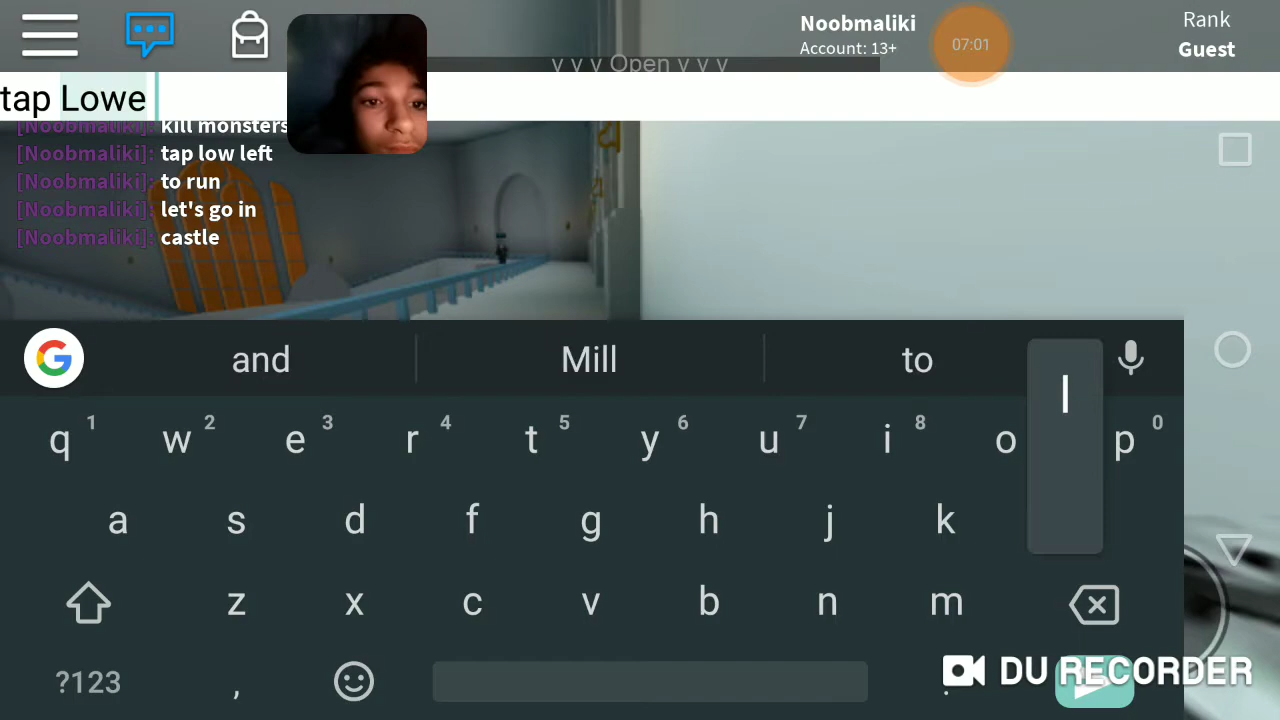 Noobmaliki
Account: 13+
07:01
Rank
Guest
v v v Open v v v
tap Lowe
[Noobmaliki]: kill monsters
[Noobmaliki]: tap low left
[Noobmaliki]: to run
[Noobmaliki]: let's go in
[Noobmaliki]: castle
G and Mill to
l
q 1 w 2 e 3 r 4 t 5 y 6 u 7 i 8 o p 0
a s d f g h j k
z x c v b n m
?123 , .
DU RECORDER